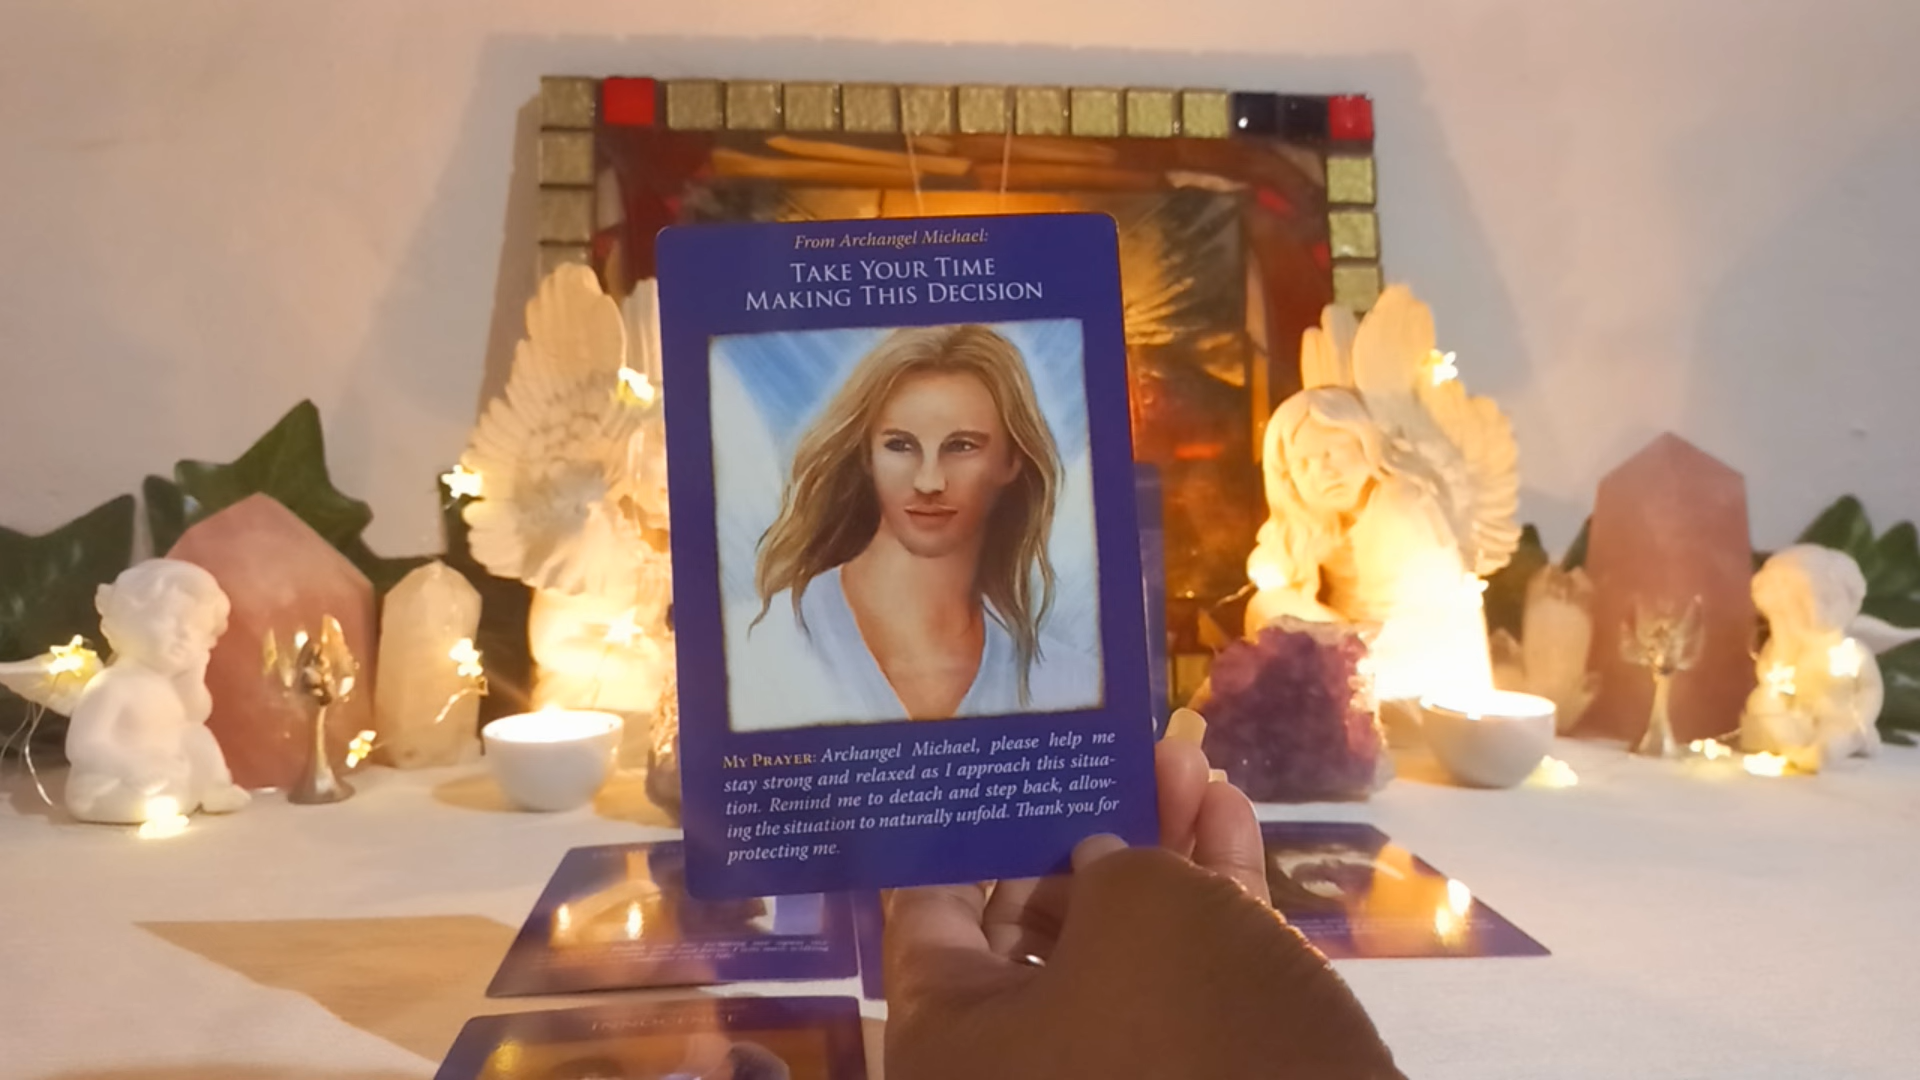 From Archangel Michael:
TAKE YOUR TIME
MAKING THIS DECISION
MY PRAYER: Archangel Michael, please help me
stay strong and relaxed as I approach this situa-
tion. Remind me to detach and step back, allow-
ing the situation to naturally unfold. Thank you for
protecting me.